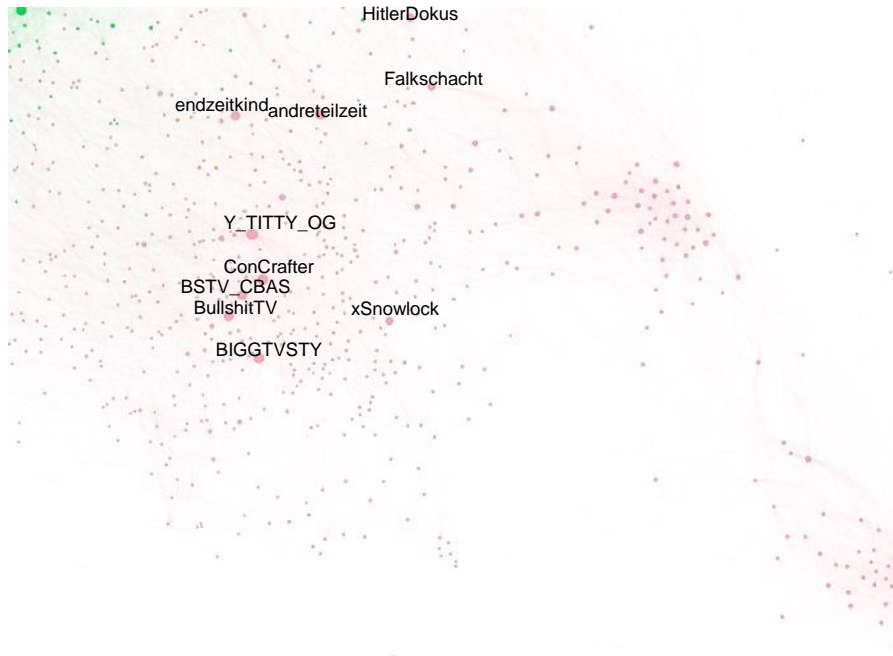 HitlerDokus
Falkschacht
endzeitkind
andreteilzeit
Y_TITTY_OG
ConCrafter
BSTV_CBAS
BullshitTV
xSnowlock
BIGGTVSTY